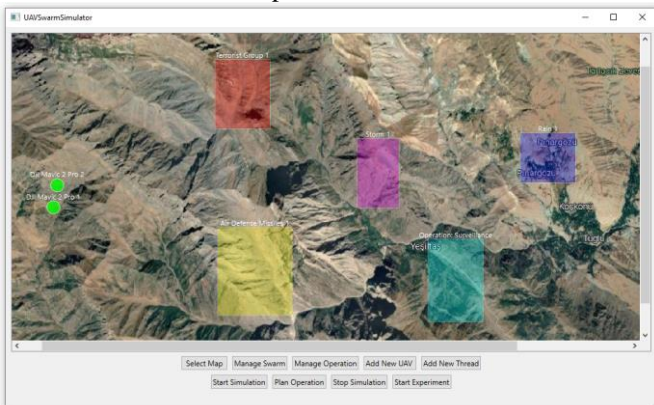 UAVSwarmSimulator
Terrorist Group 1
Storm 1
Rain 1
DJI Mavic 2 Pro 2
DJI Mavic 2 Pro 1
Air Defense Missiles 1
Operation: Surveillance
Yeşiltaş
Select Map Manage Swarm Manage Operation Add New UAV Add New Thread
Start Simulation Plan Operation Stop Simulation Start Experiment